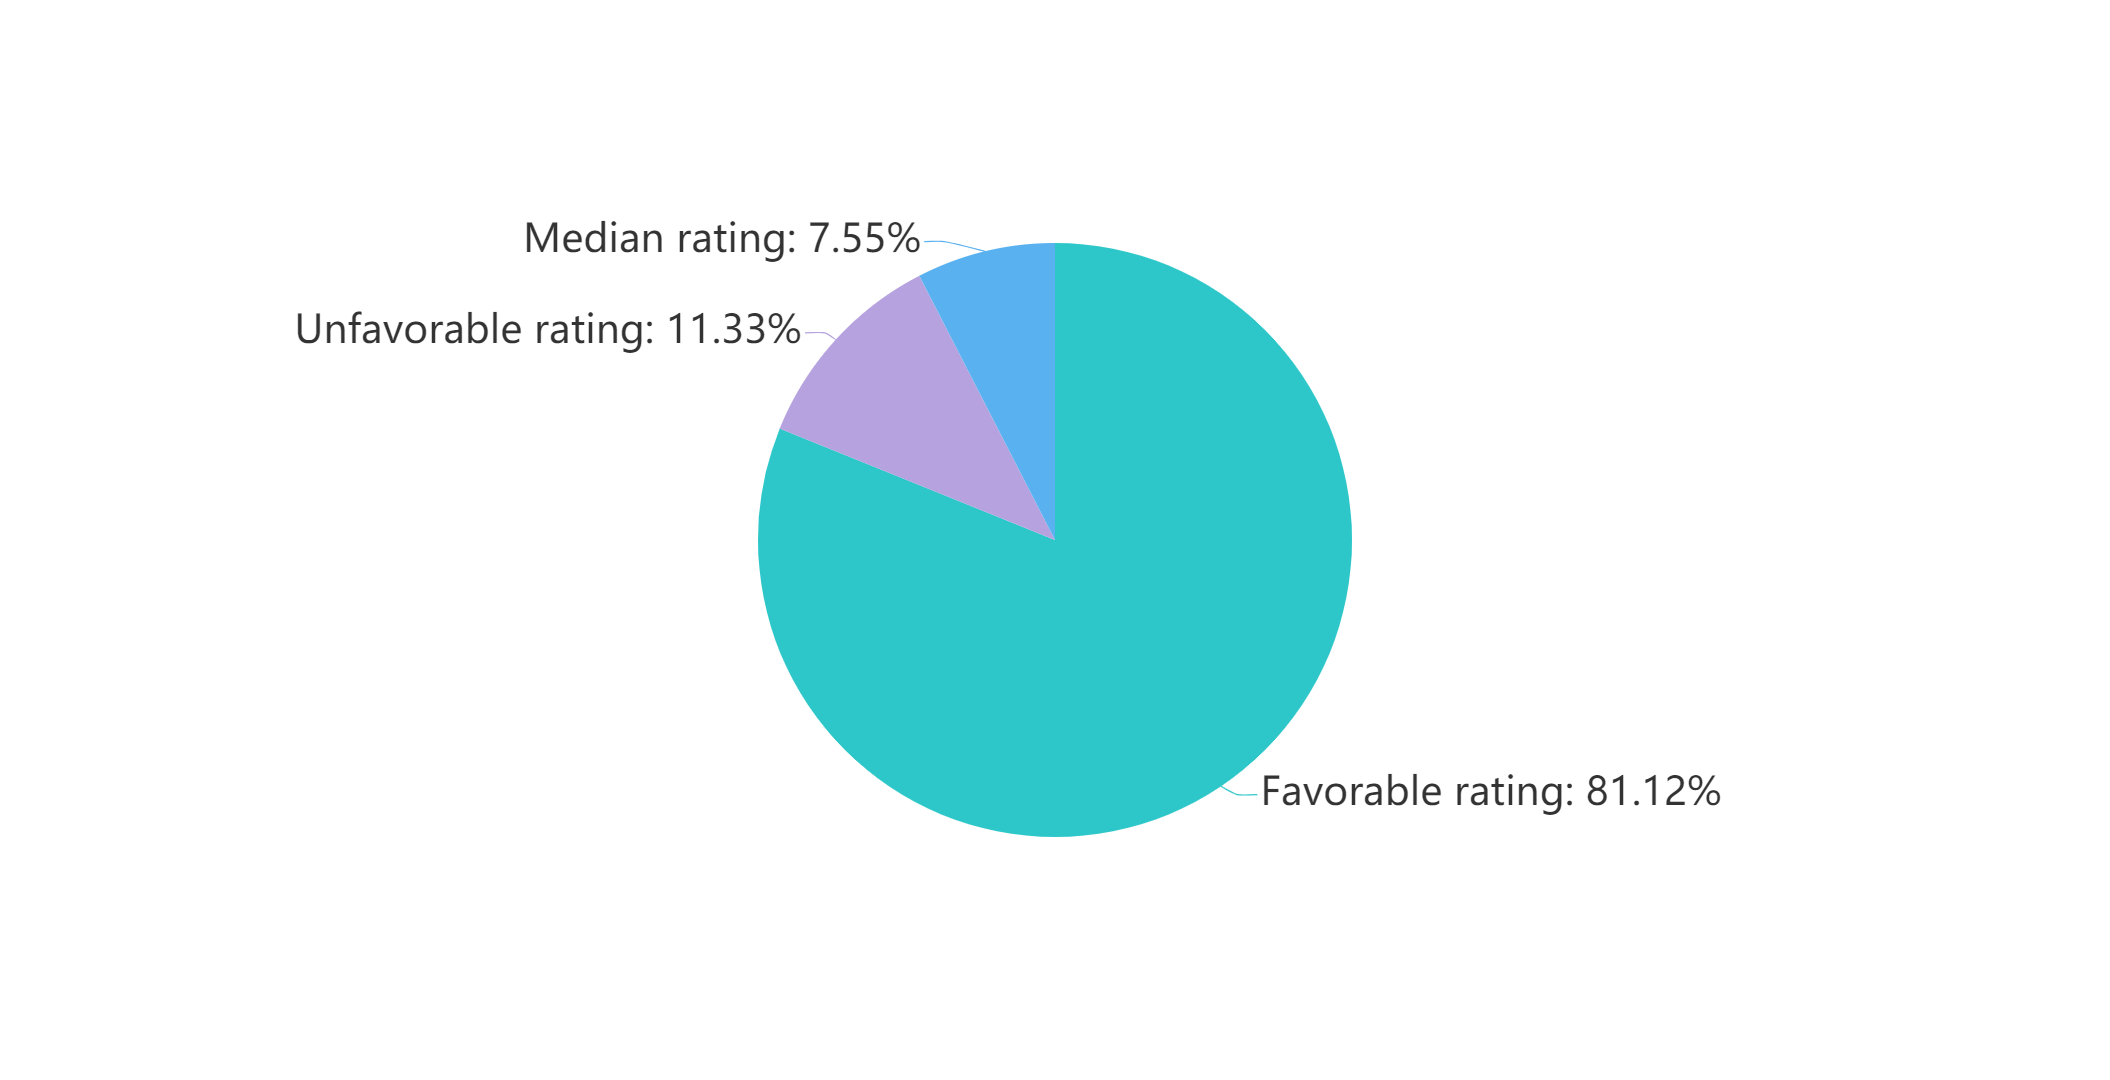 Median rating: 7.55%
Unfavorable rating: 11.33%
Favorable rating: 81.12%